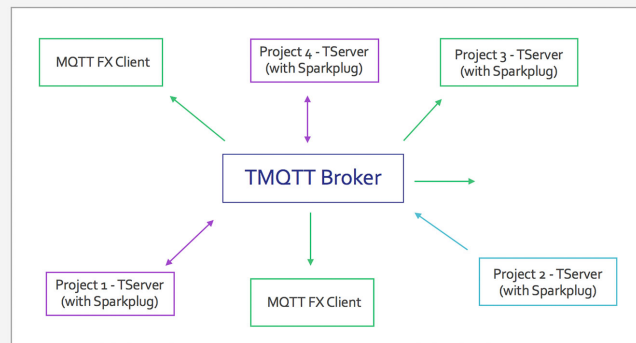 MQTT FX Client
Project 4 - TServer
(with Sparkplug)
Project 3 - TServer
(with Sparkplug)
TMQTT Broker
Project 1 - TServer
(with Sparkplug)
MQTT FX Client
Project 2 - TServer
(with Sparkplug)